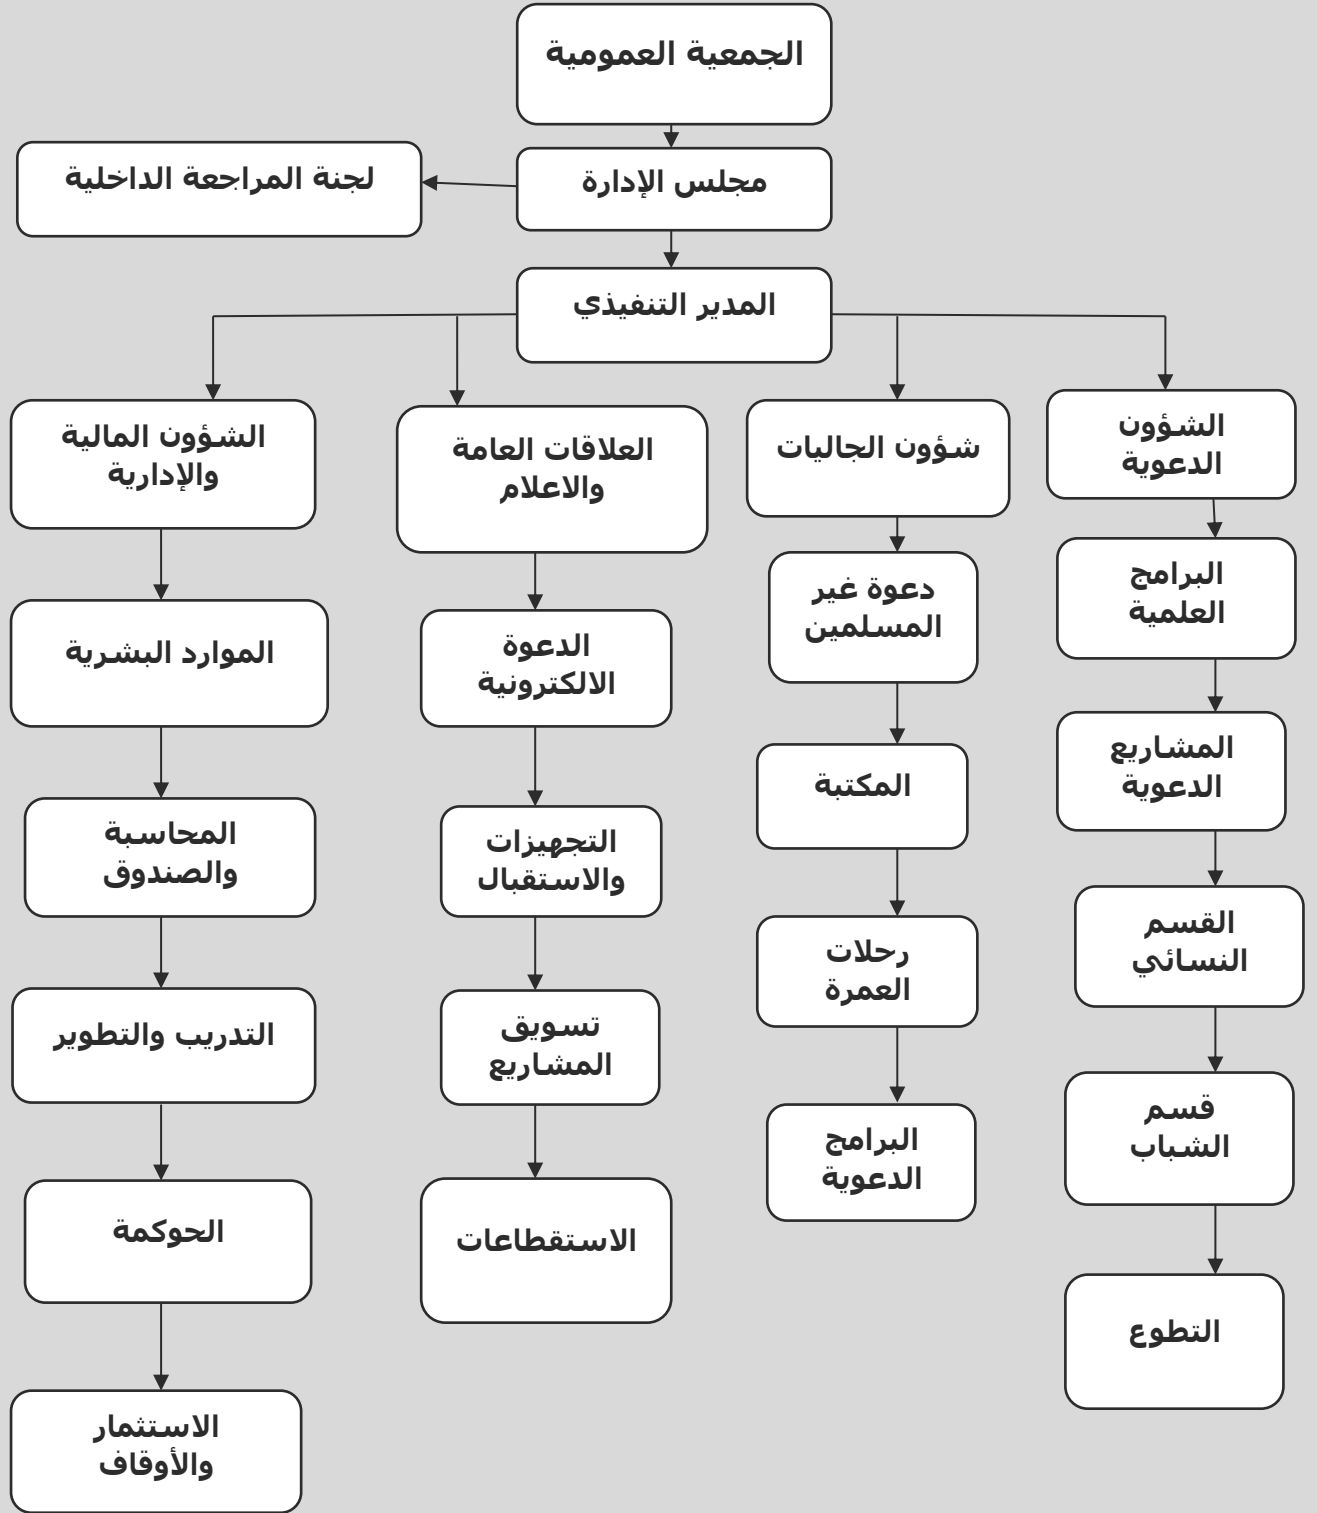 الجمعية العمومية
مجلس الإدارة
لجنة المراجعة الداخلية
المدير التنفيذي
الشؤون
الدعوية
البرامج
العلمية
المشاريع
الدعوية
القسم
النسائي
قسم
الشباب
التطوع
شؤون الجاليات
دعوة غير
المسلمين
المكتبة
رحلات
العمرة
البرامج
الدعوية
العلاقات العامة
والاعلام
الدعوة
الالكترونية
التجهيزات
والاستقبال
تسويق
المشاريع
الاستقطاعات
الشؤون المالية
والإدارية
الموارد البشرية
المحاسبة
والصندوق
التدريب والتطوير
الحوكمة
الاستثمار
والأوقاف